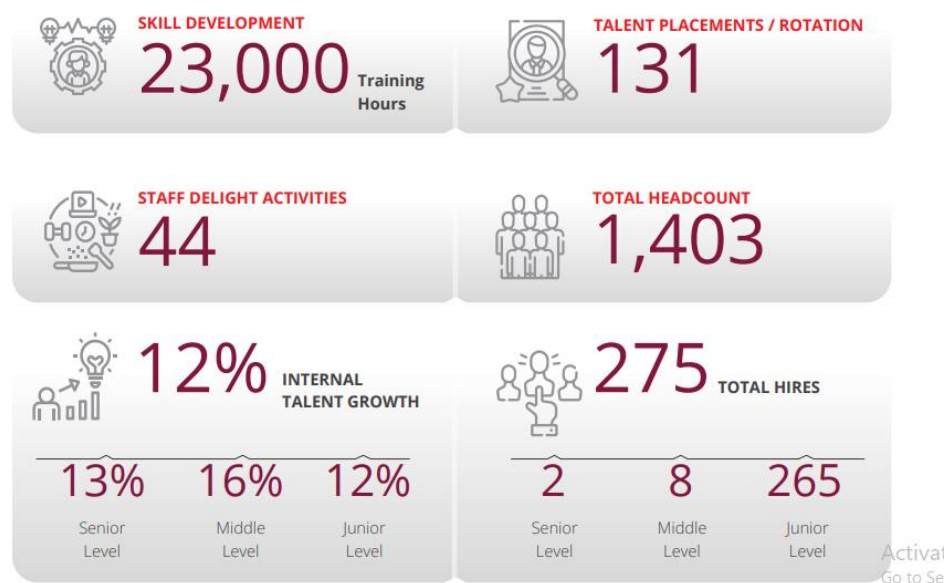 SKILL DEVELOPMENT
23,000 Training
Hours
TALENT PLACEMENTS / ROTATION
131
STAFF DELIGHT ACTIVITIES
44
TOTAL HEADCOUNT
1,403
12% INTERNAL
TALENT GROWTH
13% 16% 12%
Senior Middle Junior
Level Level Level
275 TOTAL HIRES
2 8 265
Senior Middle Junior
Level Level Level
Go to